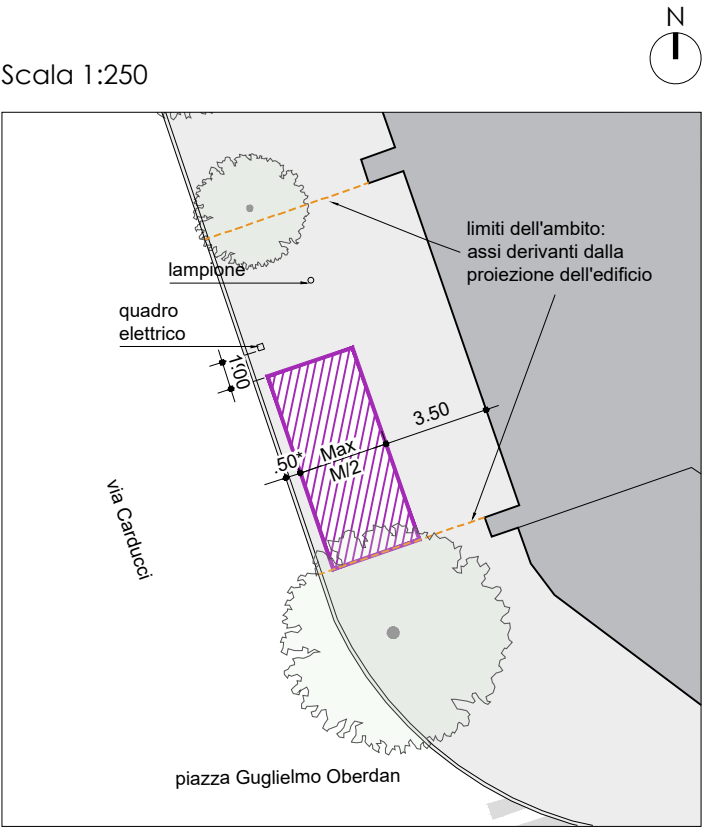 N
Scala 1:250
limiti dell'ambito:
assi derivanti dalla
proiezione dell'edificio
lampione
quadro
elettrico
1.00
3.50
.50*
Max
M/2
via Carducci
piazza Guglielmo Oberdan